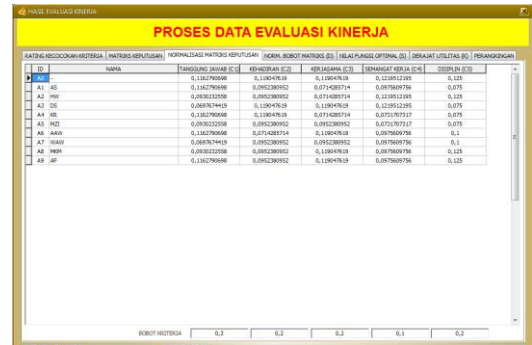 HASIL EVALUASI KINERJA
PROSES DATA EVALUASI KINERJA
RATING KECOCOKAN KRITERIA MATRIKS KEPUTUSAN NORMALISASI MATRIKS KEPUTUSAN NORM. BOBOT MATRIKS (D) NILAI FUNGSI OPTIMAL (S) DERAJAT UTILITAS (K) PERANGKINGAN
ID NAMA TANGGUNG JAWAB (C1) KEHADIRAN (C2) KERJASAMA (C3) SEMANGAT KERJA (C4) DISIPLIN (C5)
A0 - 0,1162790698 0,119047619 0,119047619 0,1219512195 0,125
A1 AS 0,1162790698 0,0952380952 0,0714285714 0,0975609756 0,075
A2 HW 0,0930232558 0,0952380952 0,0714285714 0,1219512195 0,075
A3 DS 0,0697674419 0,119047619 0,119047619 0,1219512195 0,075
A4 KR 0,1162790698 0,119047619 0,119047619 0,0731707317 0,075
A5 MZI 0,1162790698 0,0952380952 0,0952380952 0,0731707317 0,075
A6 AAW 0,1162790698 0,0714285714 0,119047619 0,0975609756 0,1
A7 WAW 0,0697674419 0,0952380952 0,0952380952 0,0975609756 0,1
A8 MKM 0,0930232558 0,0952380952 0,119047619 0,0975609756 0,125
A9 AF 0,1162790698 0,0952380952 0,119047619 0,0975609756 0,125
BOBOT KRITERIA 0,3 0,2 0,2 0,1 0,2